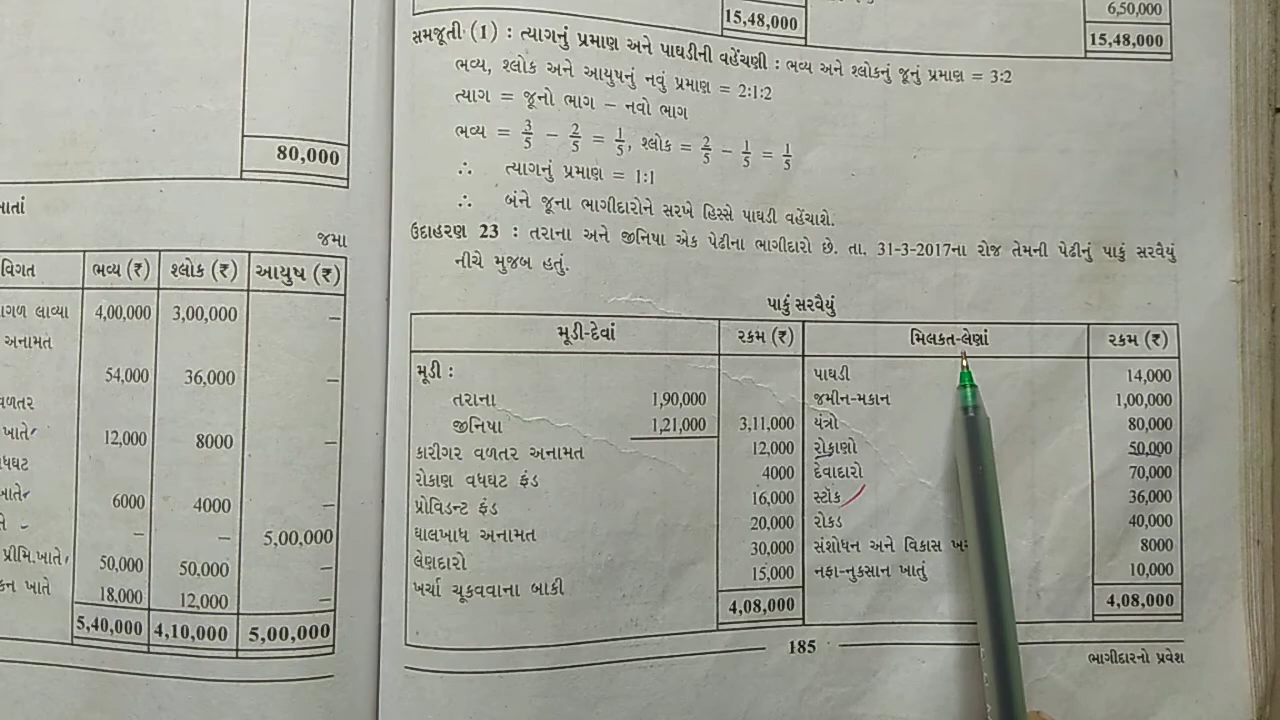 80,000
ખાતાં
જમા
વિગત ભવ્ય (₹) શ્લોક (₹) આયુષ (₹)
લાવ્યા 4,00,000 3,00,000 –
અનામત
54,000 36,000 –
વળતર
ખાતે 12,000 8000 –
વધઘટ
ખાતે 6000 4000 –
– – 5,00,000
પ્રીમિ.ખાતે 50,000 50,000 –
ખાતે 18,000 12,000 –
5,40,000 4,10,000 5,00,000
6,50,000
15,48,000 15,48,000
સમજૂતી (1) : ત્યાગનું પ્રમાણ અને પાઘડીની વહેંચણી : ભવ્ય અને શ્લોકનું જૂનું પ્રમાણ = 3:2
ભવ્ય, શ્લોક અને આયુષનું નવું પ્રમાણ = 2:1:2
ત્યાગ = જૂનો ભાગ – નવો ભાગ
ભવ્ય = 3/5 – 2/5 = 1/5, શ્લોક = 2/5 – 1/5 = 1/5
∴ ત્યાગનું પ્રમાણ = 1:1
∴ બંને જૂના ભાગીદારોને સરખે હિસ્સે પાઘડી વહેંચાશે.
ઉદાહરણ 23 : તરાના અને જીનિષા એક પેઢીના ભાગીદારો છે. તા. 31-3-2017ના રોજ તેમની પેઢીનું પાકું સરવૈયું
નીચે મુજબ હતું.
પાકું સરવૈયું
મૂડી-દેવાં રકમ (₹) મિલકત-લેણાં રકમ (₹)
મૂડી : પાઘડી 14,000
તરાના 1,90,000 જમીન-મકાન 1,00,000
જીનિષા 1,21,000 3,11,000 યંત્રો 80,000
કારીગર વળતર અનામત 12,000 રોકાણો 50,000
રોકાણ વધઘટ ફંડ 4000 દેવાદારો 70,000
પ્રોવિડન્ટ ફંડ 16,000 સ્ટૉક 36,000
ઘાલખાધ અનામત 20,000 રોકડ 40,000
લેણદારો 30,000 સંશોધન અને વિકાસ 8000
ખર્ચા ચૂકવવાના બાકી 15,000 નફા-નુકસાન ખાતું 10,000
4,08,000 4,08,000
185
ભાગીદારનો પ્રવેશ